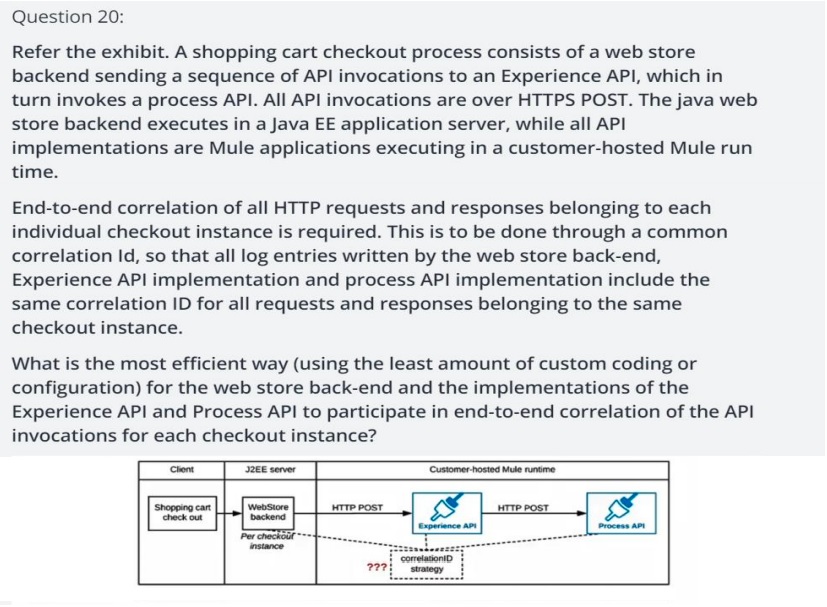 Question 20:
Refer the exhibit. A shopping cart checkout process consists of a web store
backend sending a sequence of API invocations to an Experience API, which in
turn invokes a process API. All API invocations are over HTTPS POST. The java web
store backend executes in a Java EE application server, while all API
implementations are Mule applications executing in a customer-hosted Mule run
time.
End-to-end correlation of all HTTP requests and responses belonging to each
individual checkout instance is required. This is to be done through a common
correlation Id, so that all log entries written by the web store back-end,
Experience API implementation and process API implementation include the
same correlation ID for all requests and responses belonging to the same
checkout instance.
What is the most efficient way (using the least amount of custom coding or
configuration) for the web store back-end and the implementations of the
Experience API and Process API to participate in end-to-end correlation of the API
invocations for each checkout instance?
Client
J2EE server
Customer-hosted Mule runtime
Shopping cart
check out
WebStore
backend
Per checkout
instance
HTTP POST
Experience API
HTTP POST
Process API
???
correlationID
strategy